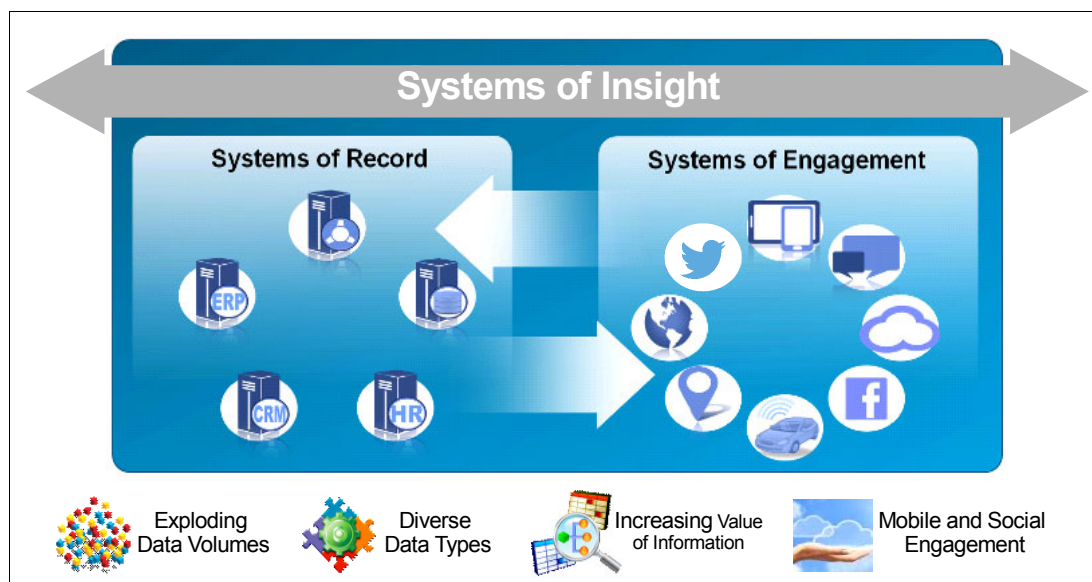 Systems of Insight
Systems of Record
Systems of Engagement
ERP
CRM
HR
f
Exploding
Data Volumes
Diverse
Data Types
Increasing Value
of Information
Mobile and Social
Engagement